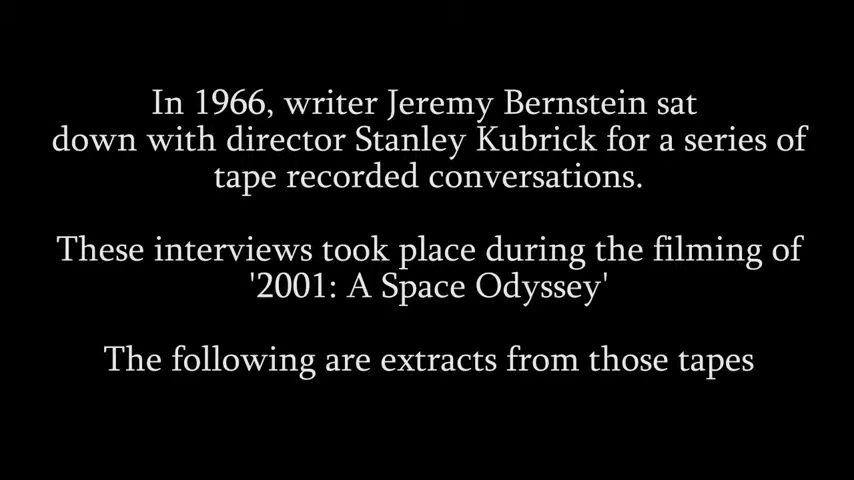 In 1966, writer Jeremy Bernstein sat
down with director Stanley Kubrick for a series of
tape recorded conversations.
These interviews took place during the filming of
'2001: A Space Odyssey'
The following are extracts from those tapes